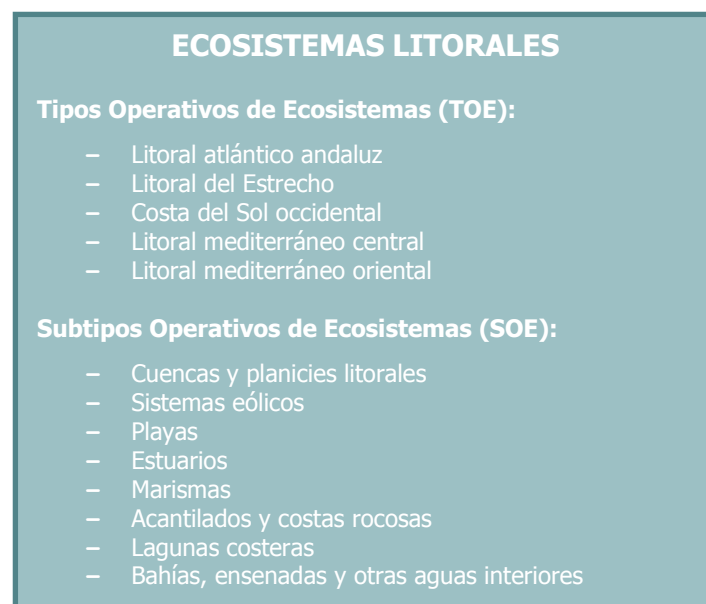 ECOSISTEMAS LITORALES
Tipos Operativos de Ecosistemas (TOE):
– Litoral atlántico andaluz
– Litoral del Estrecho
– Costa del Sol occidental
– Litoral mediterráneo central
– Litoral mediterráneo oriental
Subtipos Operativos de Ecosistemas (SOE):
– Cuencas y planicies litorales
– Sistemas eólicos
– Playas
– Estuarios
– Marismas
– Acantilados y costas rocosas
– Lagunas costeras
– Bahías, ensenadas y otras aguas interiores